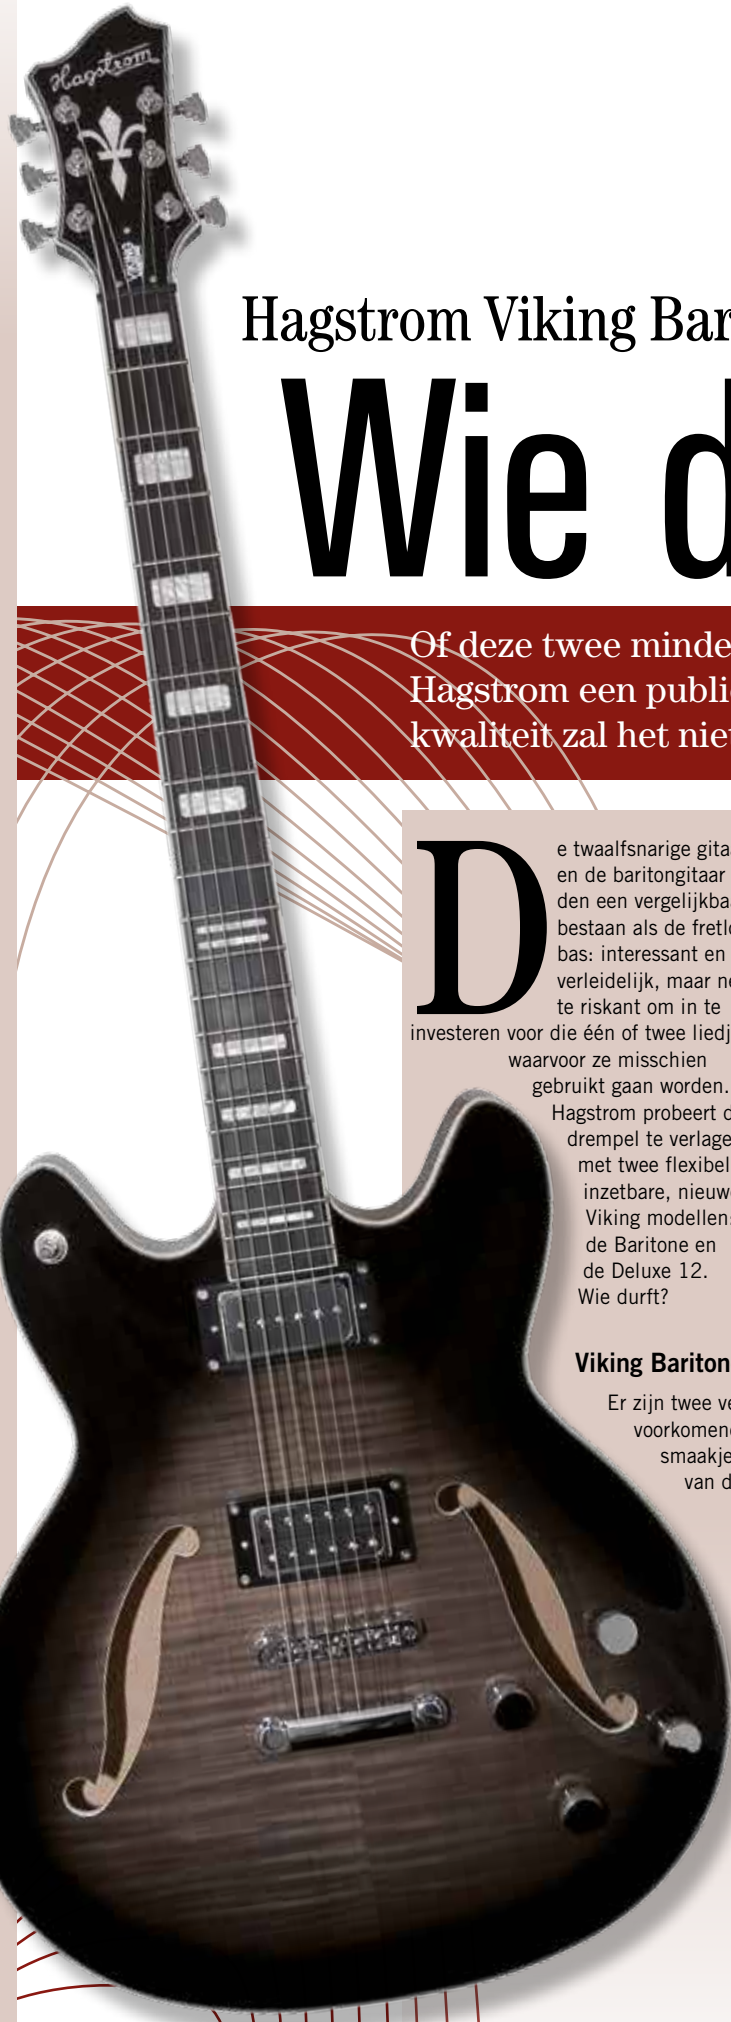 Hagstrom
Hagstrom Viking Bar
Wie d
Of deze twee minde
Hagstrom een publi
kwaliteit zal het nie
De twaalfsnarige gita
en de baritongitaar
den een vergelijkba
bestaan als de fretlo
bas: interessant en
verleidelijk, maar ne
te riskant om in te
investeren voor die één of twee liedj
waarvoor ze misschien
gebruikt gaan worden.
Hagstrom probeert d
drempel te verlage
met twee flexibel
inzetbare, nieuw
Viking modellen:
de Baritone en
de Deluxe 12.
Wie durft?
Viking Bariton
Er zijn twee ve
voorkomend
smaakje
van d